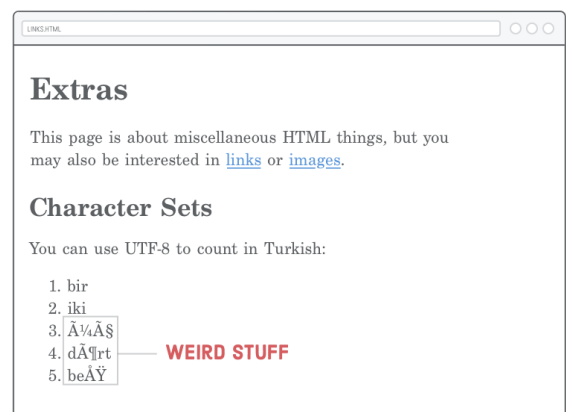 LINKS.HTML
Extras
This page is about miscellaneous HTML things, but you
may also be interested in links or images.
Character Sets
You can use UTF-8 to count in Turkish:
1. bir
2. iki
3. Ã¼Ã§
4. dÃ¶rt
5. beÅŸ
WEIRD STUFF